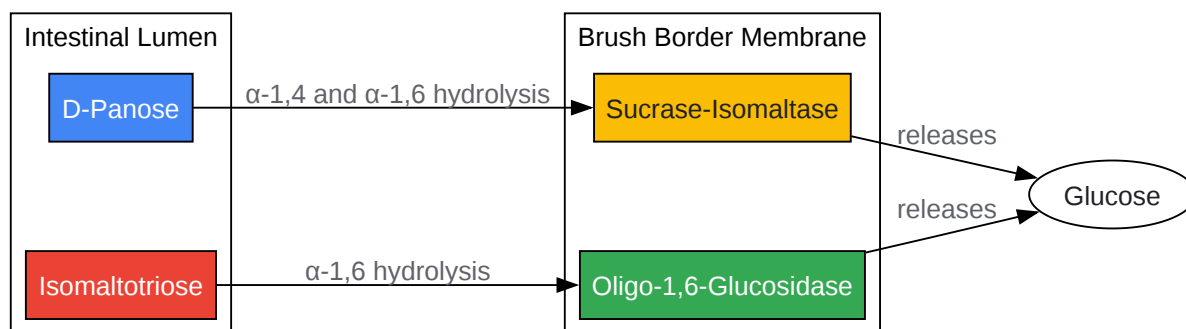 Intestinal Lumen
Brush Border Membrane
D-Panose
α-1,4 and α-1,6 hydrolysis
Sucrase-Isomaltase
releases
Glucose
releases
Isomaltotriose
α-1,6 hydrolysis
Oligo-1,6-Glucosidase